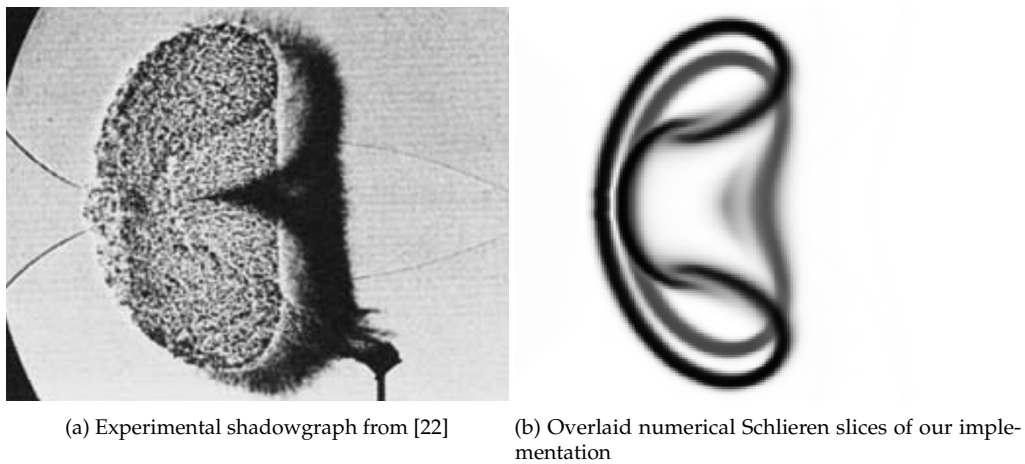 (a) Experimental shadowgraph from [22]
(b) Overlaid numerical Schlieren slices of our imple-
mentation